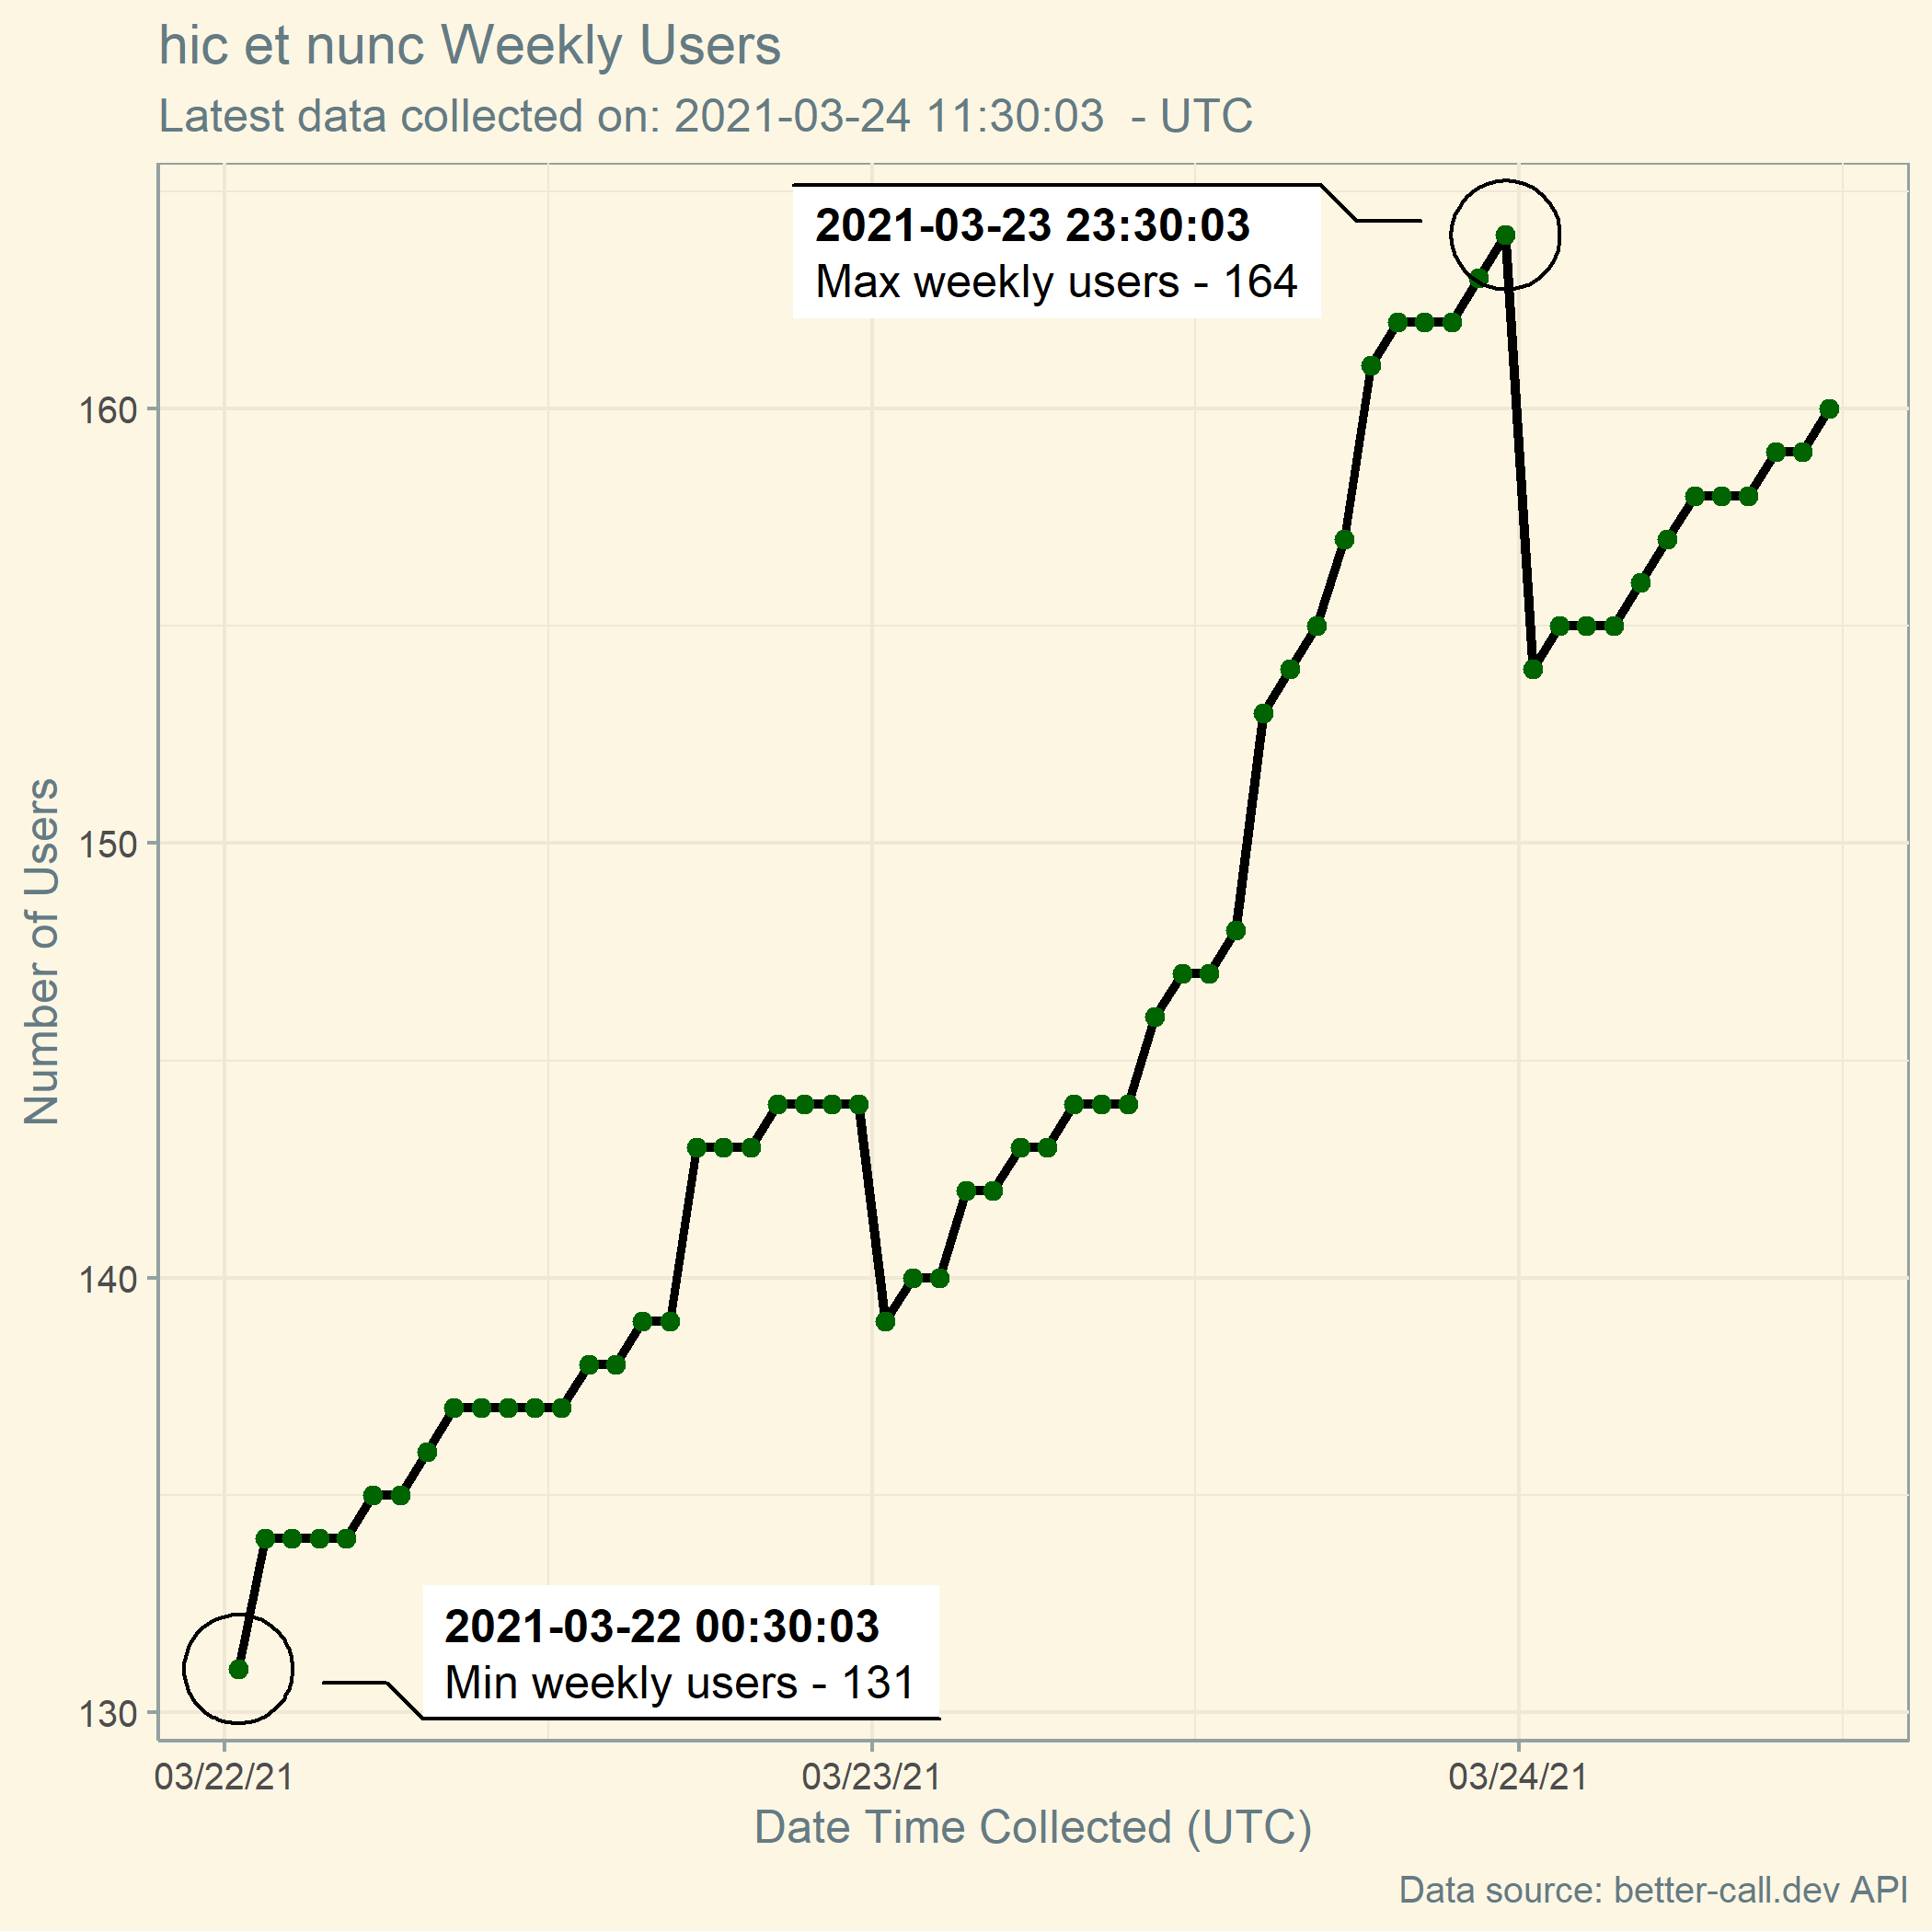 hic et nunc Weekly Users
Latest data collected on: 2021-03-24 11:30:03  - UTC
2021-03-23 23:30:03
Max weekly users - 164
160
150
140
130
Number of Users
2021-03-22 00:30:03
Min weekly users - 131
03/22/21
03/23/21
03/24/21
Date Time Collected (UTC)
Data source: better-call.dev API